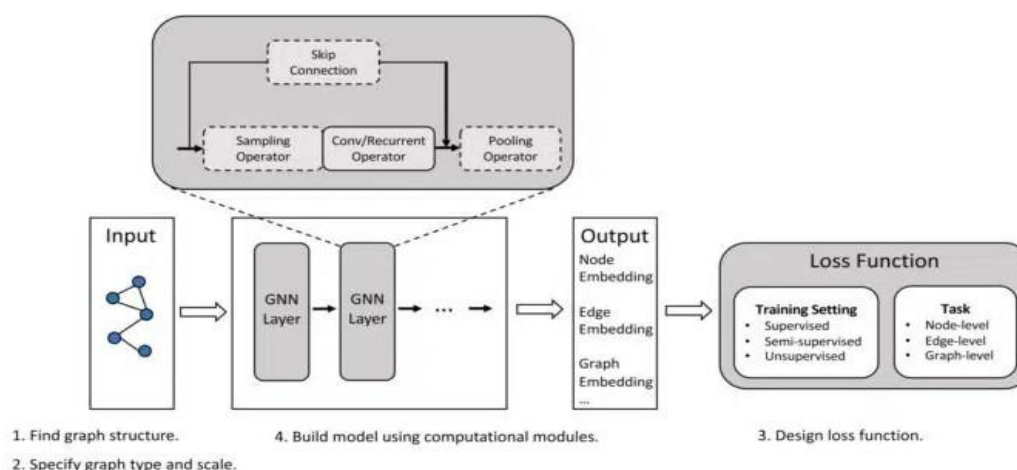 Skip
Connection
Sampling
Operator
Conv/Recurrent
Operator
Pooling
Operator
Input
GNN
Layer
GNN
Layer
...
Output
Node
Embedding
Edge
Embedding
Graph
Embedding
...
Loss Function
Training Setting
• Supervised
• Semi-supervised
• Unsupervised
Task
• Node-level
• Edge-level
• Graph-level
1. Find graph structure.
4. Build model using computational modules.
3. Design loss function.
2. Specify graph type and scale.